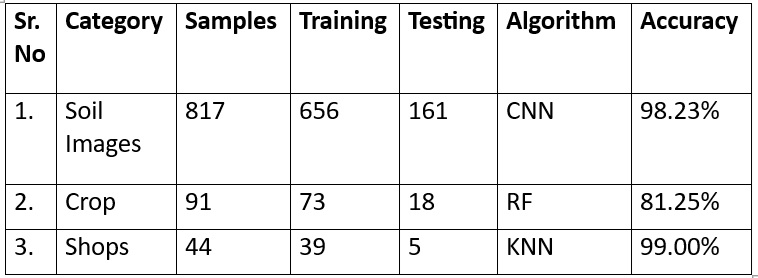 Sr. No Category Samples Training Testing Algorithm Accuracy
1. Soil Images 817 656 161 CNN 98.23%
2. Crop 91 73 18 RF 81.25%
3. Shops 44 39 5 KNN 99.00%